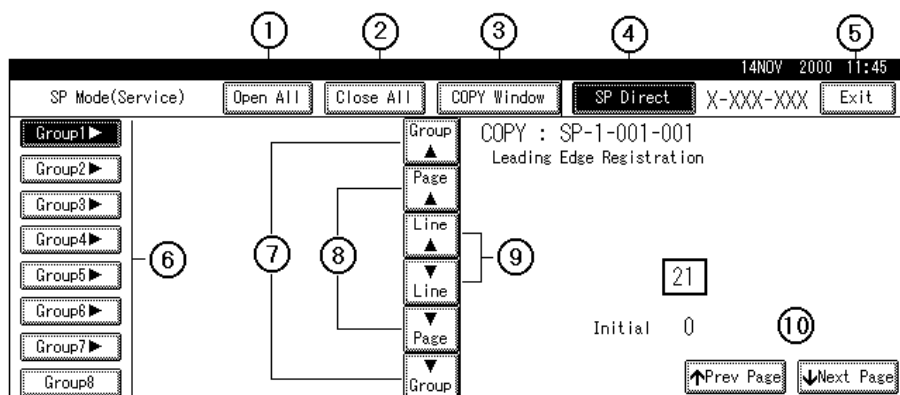 ① ② ③ ④ ⑤
14NOV 2000 11:45
SP Mode(Service) Open All Close All COPY Window SP Direct X-XXX-XXX Exit
Group1▶ Group ▲ COPY : SP-1-001-001
Leading Edge Registration
Group2▶ Page ▲
Group3▶ Line ▲
Group4▶
⑥ ⑦ ⑧ ⑨
Group5▶ ▼ Line 21
Group6▶ ▼ Page Initial 0 ⑩
Group7▶ ▼ Group ↑Prev Page ↓Next Page
Group8